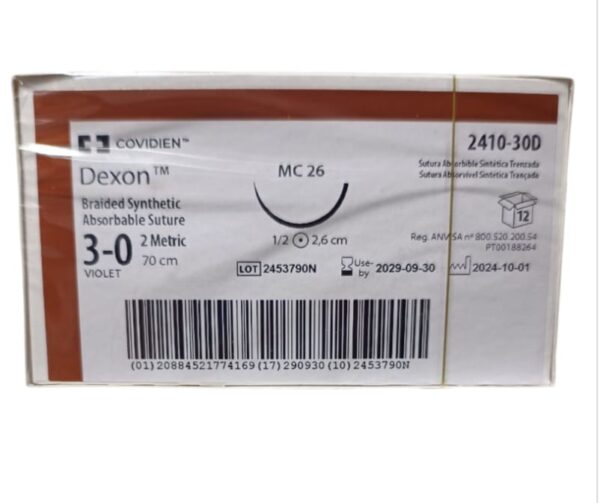 COVIDIEN™
2410-30D
Dexon™
MC 26
Sutura Absorbible Sintética Trenzada
Sutura Absorvível Sintética Trançada
Braided Synthetic
Absorbable Suture
12
3-0 2 Metric
1/2 2,6 cm
Reg. ANVISA nº 800.520.200.54
PT00188264
VIOLET 70 cm
LOT 2453790N
Use-by 2029-09-30
2024-10-01
(01)20884521774169(17)290930(10)2453790N